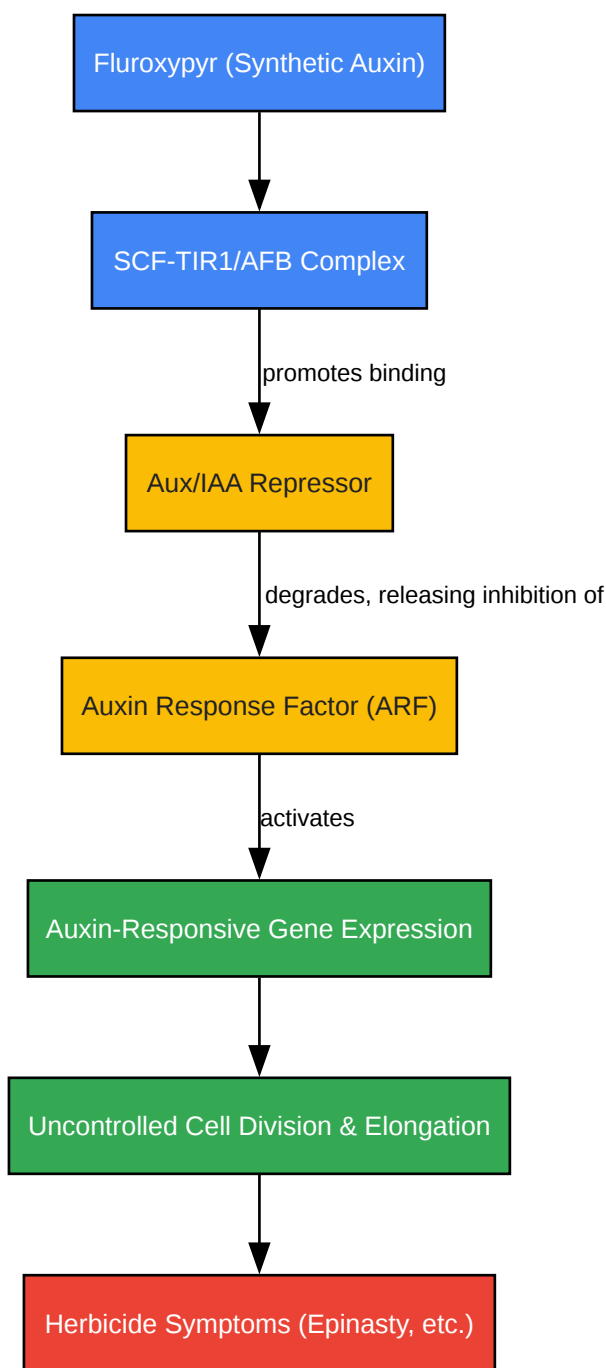 Fluroxypyr (Synthetic Auxin)
SCF-TIR1/AFB Complex
promotes binding
Aux/IAA Repressor
degrades, releasing inhibition of
Auxin Response Factor (ARF)
activates
Auxin-Responsive Gene Expression
Uncontrolled Cell Division & Elongation
Herbicide Symptoms (Epinasty, etc.)